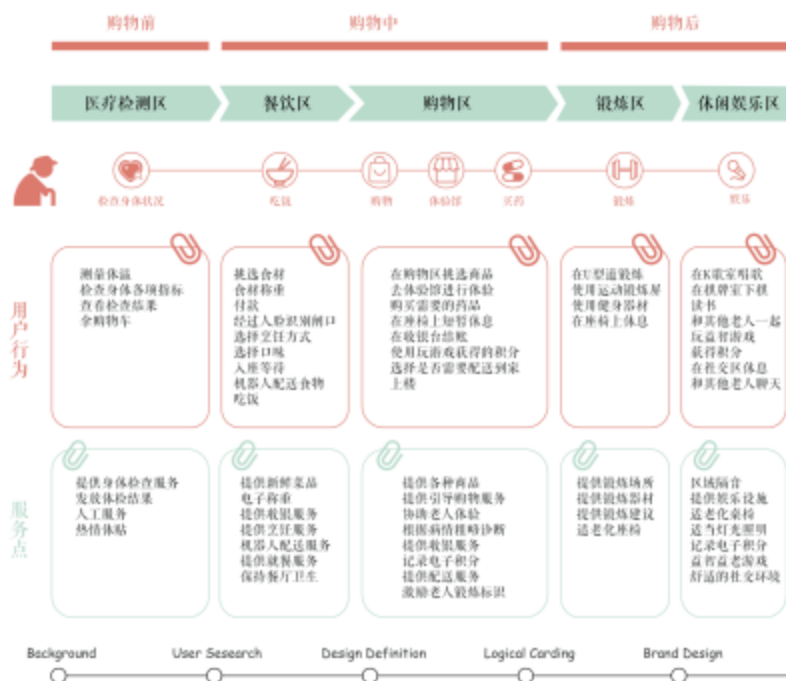 购物前
购物中
购物后
医疗检测区
餐饮区
购物区
锻炼区
休闲娱乐区
检查身体状况
吃饭
购物
体验馆
买药
锻炼
娱乐
用户行为
测量体温
检查身体各项指标
查看检查结果
拿购物车
挑选食材
食材称重
付款
经过人脸识别闸口
选择烹饪方式
选择口味
入座等待
机器人配送食物
吃饭
在购物区挑选商品
去体验馆进行体验
购买需要的药品
在座椅上短暂休息
在收银台结账
使用玩游戏获得的积分
选择是否需要配送到家
上楼
在U型道锻炼
使用运动锻炼屏
使用健身器材
在座椅上休息
在K歌室唱歌
在棋牌室下棋
读书
和其他老人一起
玩益智游戏
获得积分
在社交区休息
和其他老人聊天
服务点
提供身体检查服务
发放体检结果
人工服务
热情体贴
提供新鲜菜品
电子称重
提供收银服务
提供烹饪服务
机器人配送服务
提供就餐服务
保持餐厅卫生
提供各种商品
提供引导购物服务
协助老人体验
根据病情粗略诊断
提供收银服务
记录电子积分
提供配送服务
激励老人锻炼标识
提供锻炼场所
提供锻炼器材
提供锻炼建议
适老化座椅
区域隔音
提供娱乐设施
适老化桌椅
适当灯光照明
记录电子积分
益智益老游戏
舒适的社交环境
Background
User Sesearch
Design Definition
Logical Carding
Brand Design